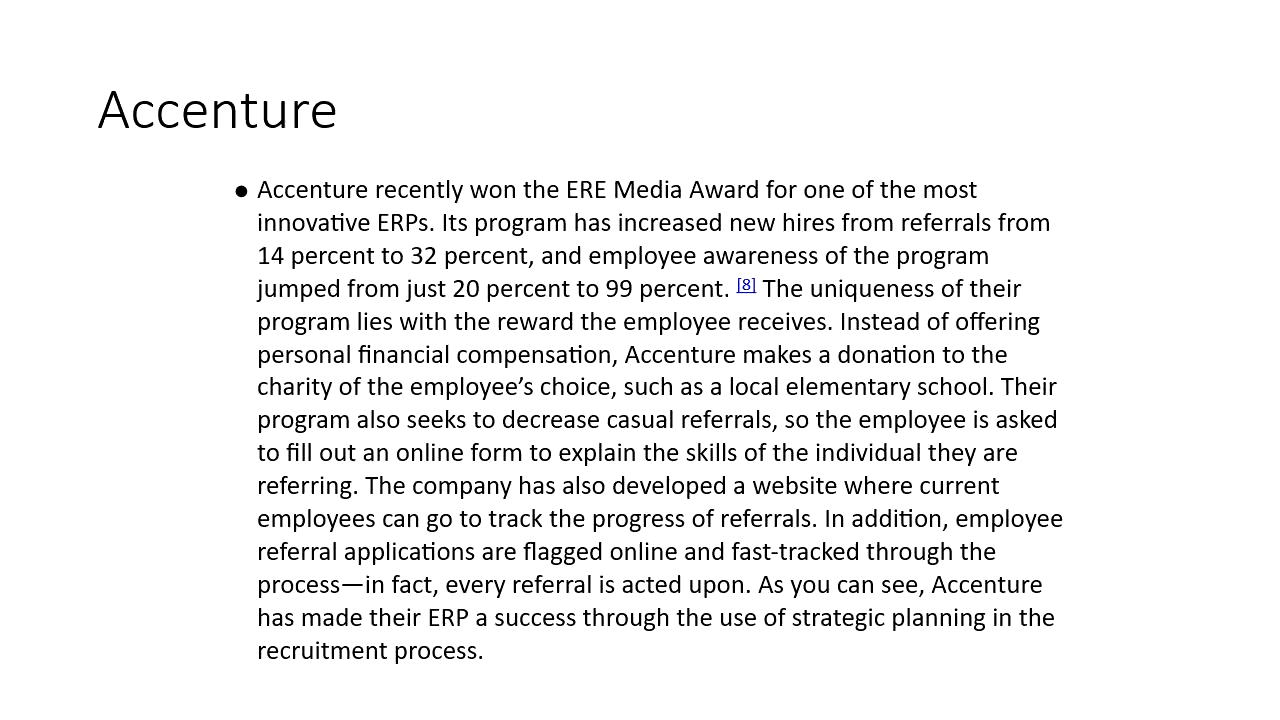 Accenture
● Accenture recently won the ERE Media Award for one of the most
innovative ERPs. Its program has increased new hires from referrals from
14 percent to 32 percent, and employee awareness of the program
jumped from just 20 percent to 99 percent. [8] The uniqueness of their
program lies with the reward the employee receives. Instead of offering
personal financial compensation, Accenture makes a donation to the
charity of the employee’s choice, such as a local elementary school. Their
program also seeks to decrease casual referrals, so the employee is asked
to fill out an online form to explain the skills of the individual they are
referring. The company has also developed a website where current
employees can go to track the progress of referrals. In addition, employee
referral applications are flagged online and fast-tracked through the
process—in fact, every referral is acted upon. As you can see, Accenture
has made their ERP a success through the use of strategic planning in the
recruitment process.